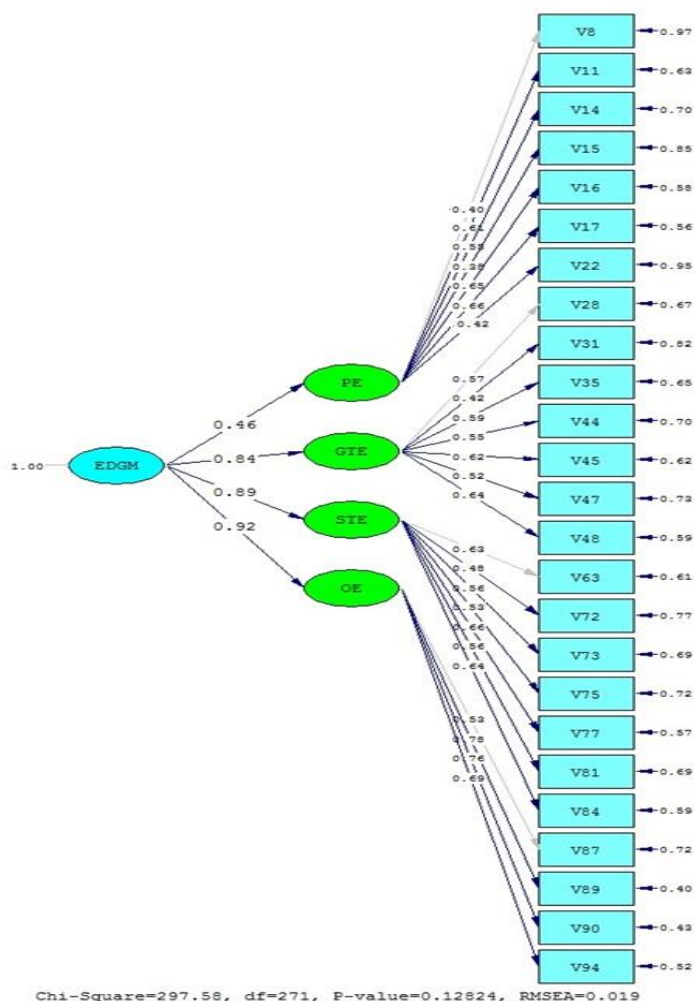 V8 0.97
V11 0.63
V14 0.70
V15 0.85
V16 0.58
V17 0.56
V22 0.95
V28 0.67
V31 0.82
V35 0.65
V44 0.70
V45 0.62
V47 0.73
V48 0.59
V63 0.61
V72 0.77
V73 0.69
V75 0.72
V77 0.57
V81 0.69
V84 0.59
V87 0.72
V89 0.40
V90 0.43
V94 0.52
0.40
0.61
0.65
0.66
0.42
0.57
0.42
0.59
0.55
0.62
0.52
0.64
0.63
0.48
0.56
0.53
0.66
0.56
0.64
0.53
0.78
0.76
0.69
PE
GTE
STE
OE
0.46
0.84
0.89
0.92
1.00 EDGM
Chi-Square=297.58, df=271, P-value=0.12824, RMSEA=0.019